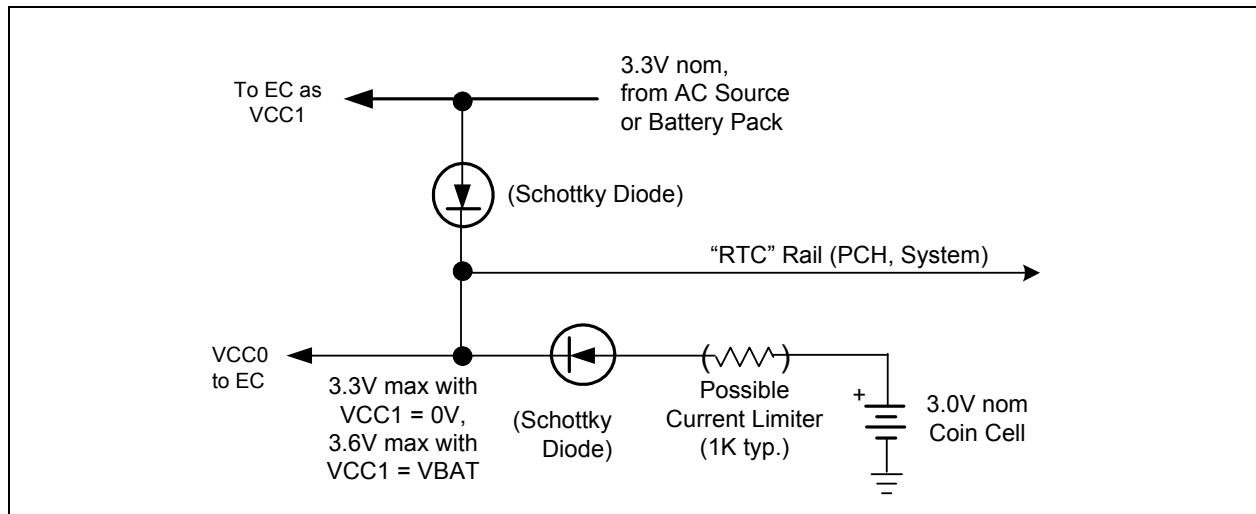 To EC as
VCC1
3.3V nom,
from AC Source
or Battery Pack
(Schottky Diode)
“RTC” Rail (PCH, System)
VCC0
to EC
3.3V max with
VCC1 = 0V,
3.6V max with
VCC1 = VBAT
(Schottky
Diode)
( )
Possible
Current Limiter
(1K typ.)
+
3.0V nom
Coin Cell